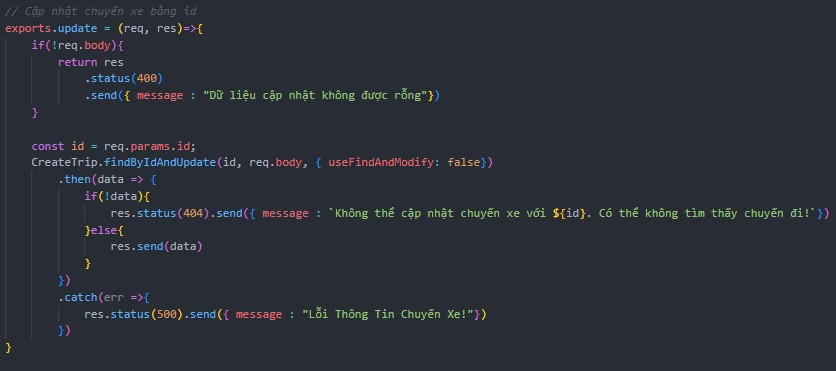 // Cập nhật chuyến xe bằng id
exports.update = (req, res)=>{
    if(!req.body){
        return res
            .status(400)
            .send({ message : "Dữ liệu cập nhật không được rỗng"})
    }

    const id = req.params.id;
    CreateTrip.findByIdAndUpdate(id, req.body, { useFindAndModify: false})
        .then(data => {
            if(!data){
                res.status(404).send({ message : `Không thể cập nhật chuyến xe với ${id}. Có thể không tìm thấy chuyến đi!`})
            }else{
                res.send(data)
            }
        })
        .catch(err =>{
            res.status(500).send({ message : "Lỗi Thông Tin Chuyến Xe!"})
        })
}